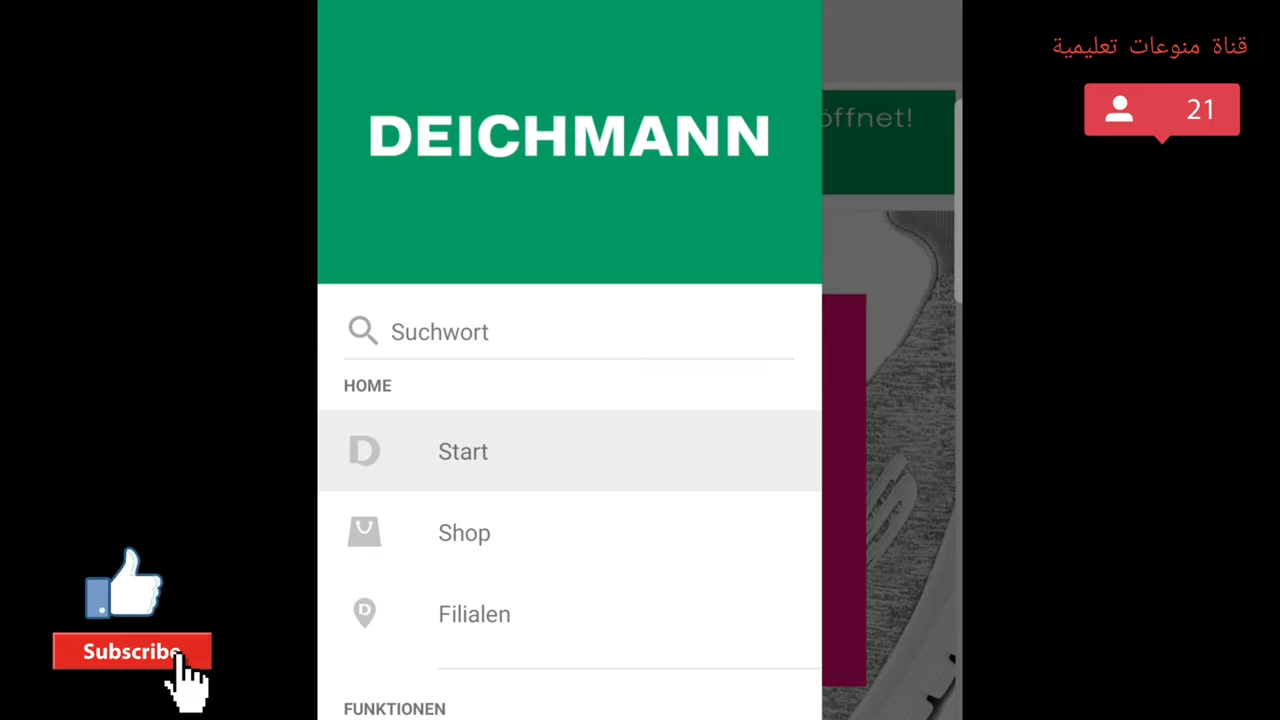 قناة منوعات تعليمية
21
DEICHMANN
öffnet!
Suchwort
HOME
D
Start
Shop
D
Filialen
FUNKTIONEN
Subscribe